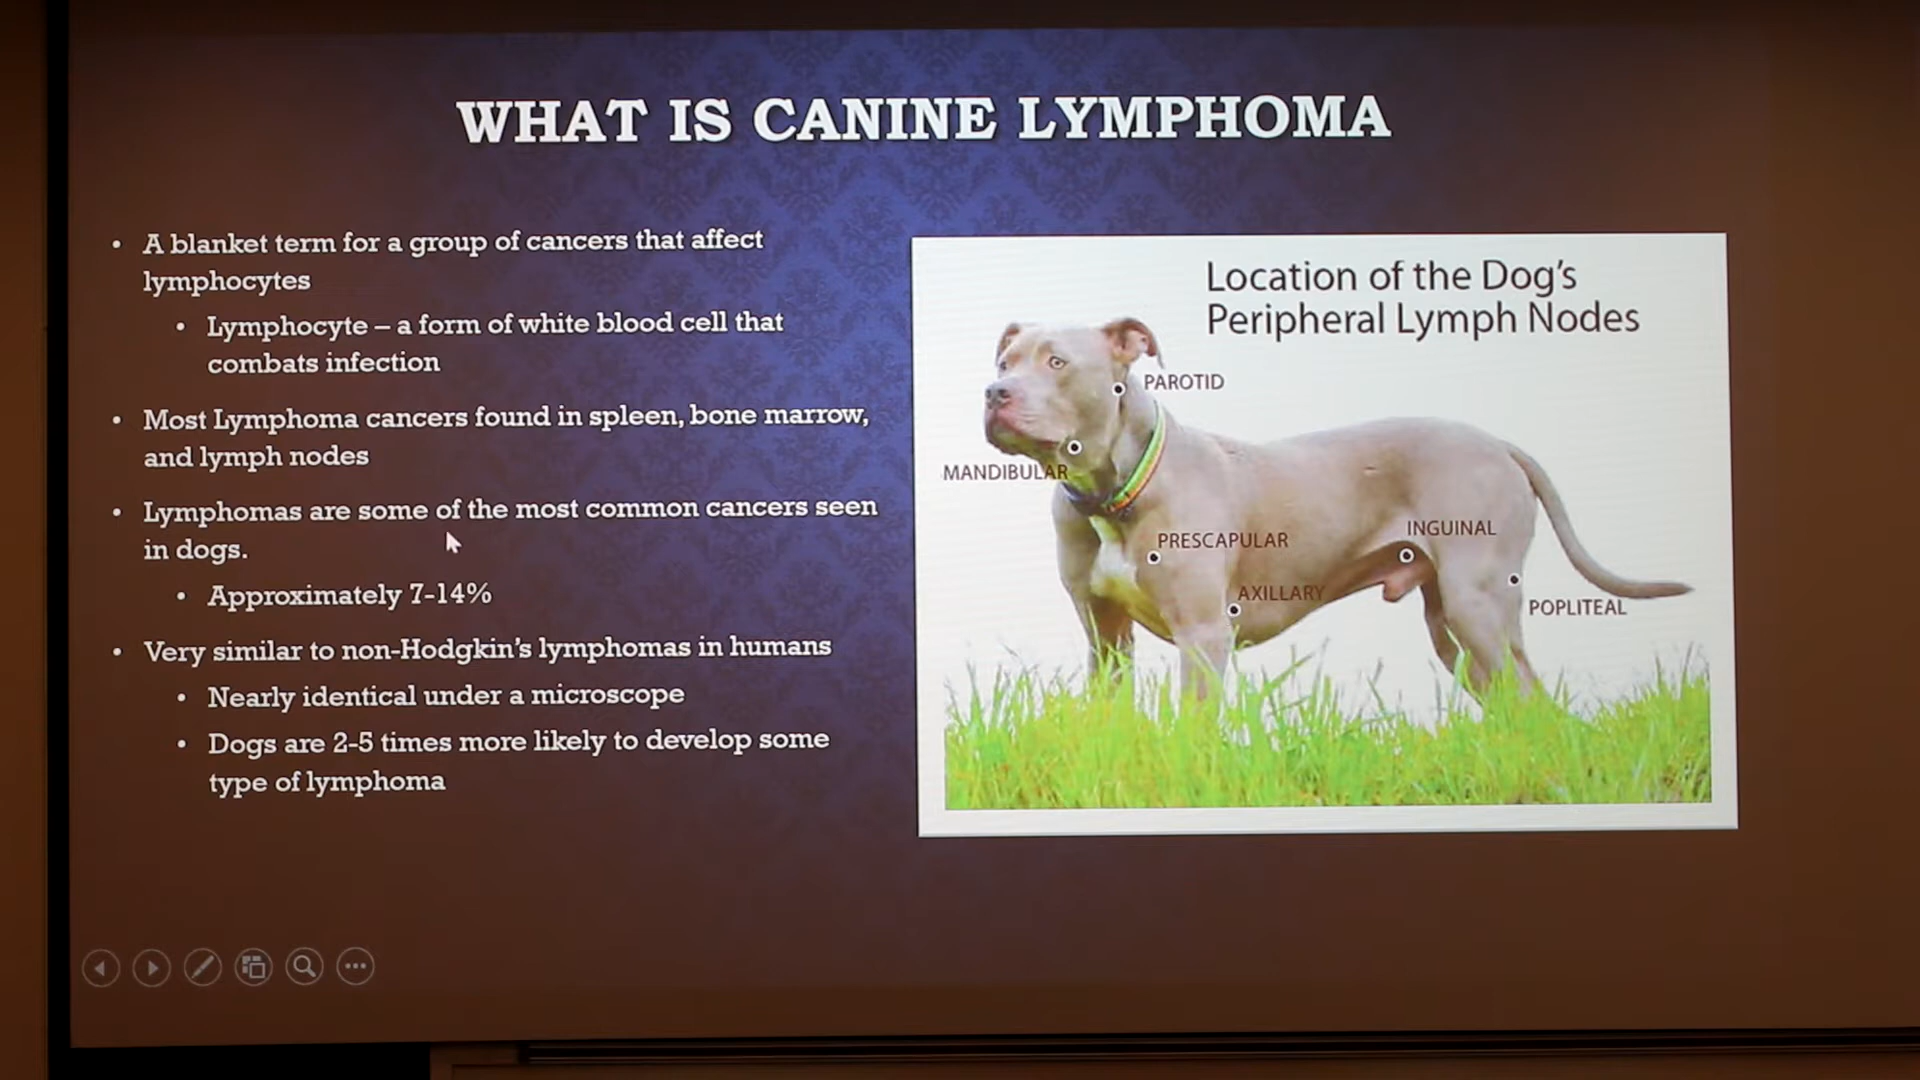 WHAT IS CANINE LYMPHOMA
• A blanket term for a group of cancers that affect
lymphocytes
• Lymphocyte – a form of white blood cell that
combats infection
• Most Lymphoma cancers found in spleen, bone marrow,
and lymph nodes
• Lymphomas are some of the most common cancers seen
in dogs.
• Approximately 7-14%
• Very similar to non-Hodgkin's lymphomas in humans
• Nearly identical under a microscope
• Dogs are 2-5 times more likely to develop some
type of lymphoma
Location of the Dog's
Peripheral Lymph Nodes
PAROTID
MANDIBULAR
PRESCAPULAR
INGUINAL
AXILLARY
POPLITEAL